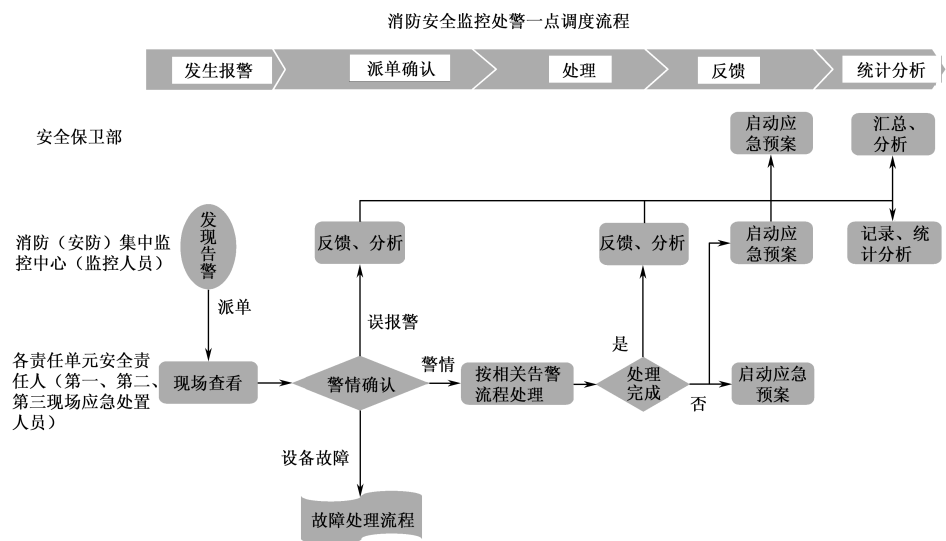 消防安全监控处警一点调度流程
发生报警
派单确认
处理
反馈
统计分析
安全保卫部
启动应
急预案
汇总、
分析
消防（安防）集中监
控中心（监控人员）
发
现
告
警
反馈、分析
反馈、分析
启动应
急预案
记录、统
计分析
派单
误报警
是
各责任单元安全责
任人（第一、第二、
第三现场应急处置
人员）
现场查看
警情确认
警情
按相关告警
流程处理
处理
完成
否
启动应急
预案
设备故障
故障处理流程